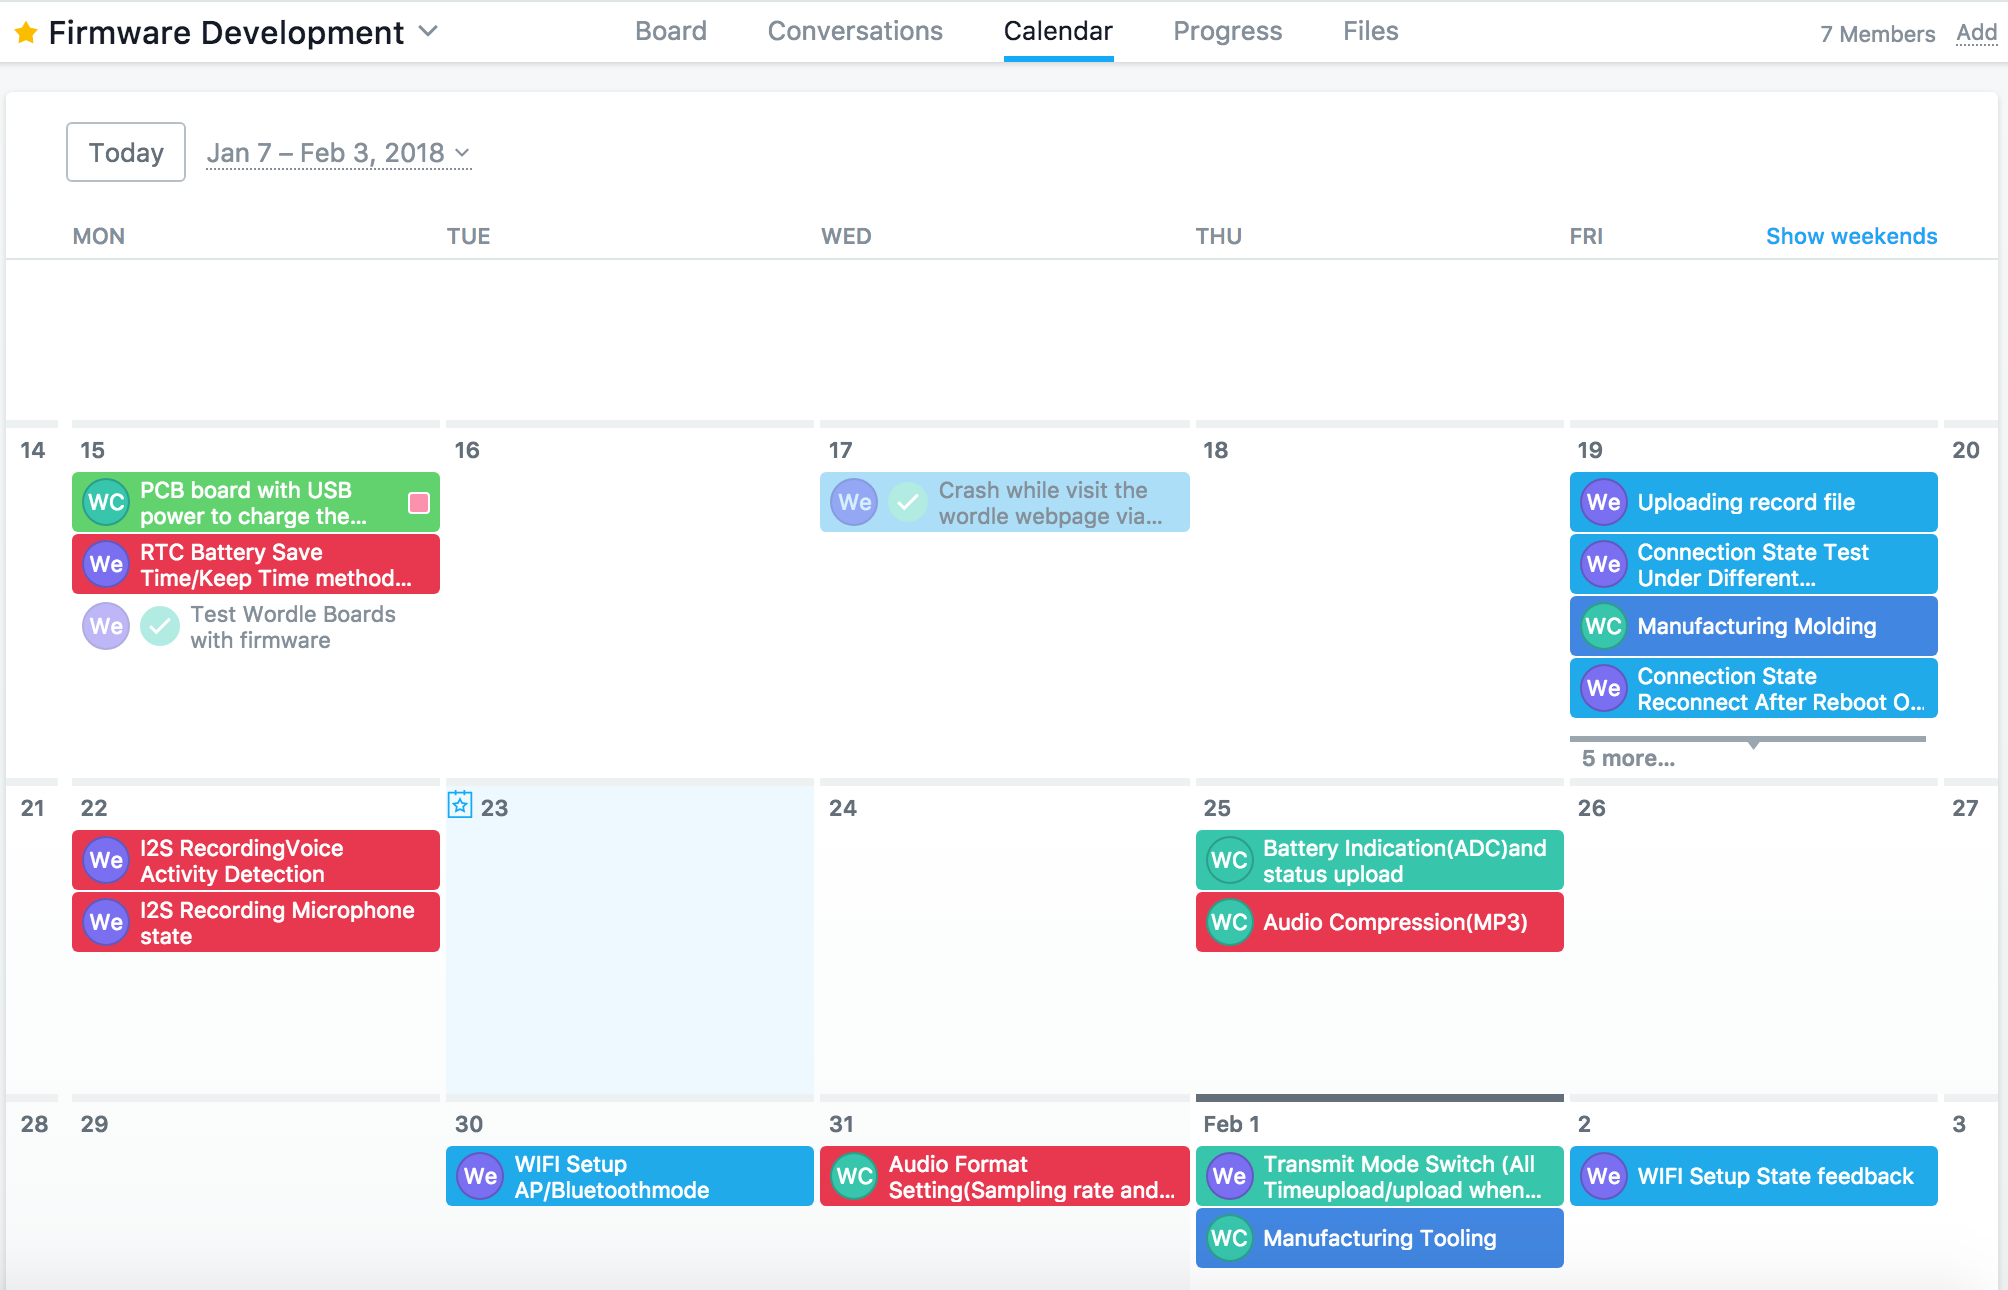 Firmware Development
Board
Conversations
Calendar
Progress
Files
7 Members
Add
Today
Jan 7 – Feb 3, 2018
MON
TUE
WED
THU
FRI
Show weekends
14
15
16
17
18
19
20
WC
PCB board with USB
power to charge the...
We
RTC Battery Save
Time/Keep Time method...
We
Test Wordle Boards
with firmware
We
Crash while visit the
wordle webpage via...
We
Uploading record file
We
Connection State Test
Under Different...
WC
Manufacturing Molding
We
Connection State
Reconnect After Reboot O...
5 more...
21
22
23
24
25
26
27
We
I2S RecordingVoice
Activity Detection
We
I2S Recording Microphone
state
WC
Battery Indication(ADC)and
status upload
WC
Audio Compression(MP3)
28
29
30
31
Feb 1
2
3
We
WIFI Setup
AP/Bluetoothmode
WC
Audio Format
Setting(Sampling rate and...
We
Transmit Mode Switch (All
Timeupload/upload when...
WC
Manufacturing Tooling
We
WIFI Setup State feedback